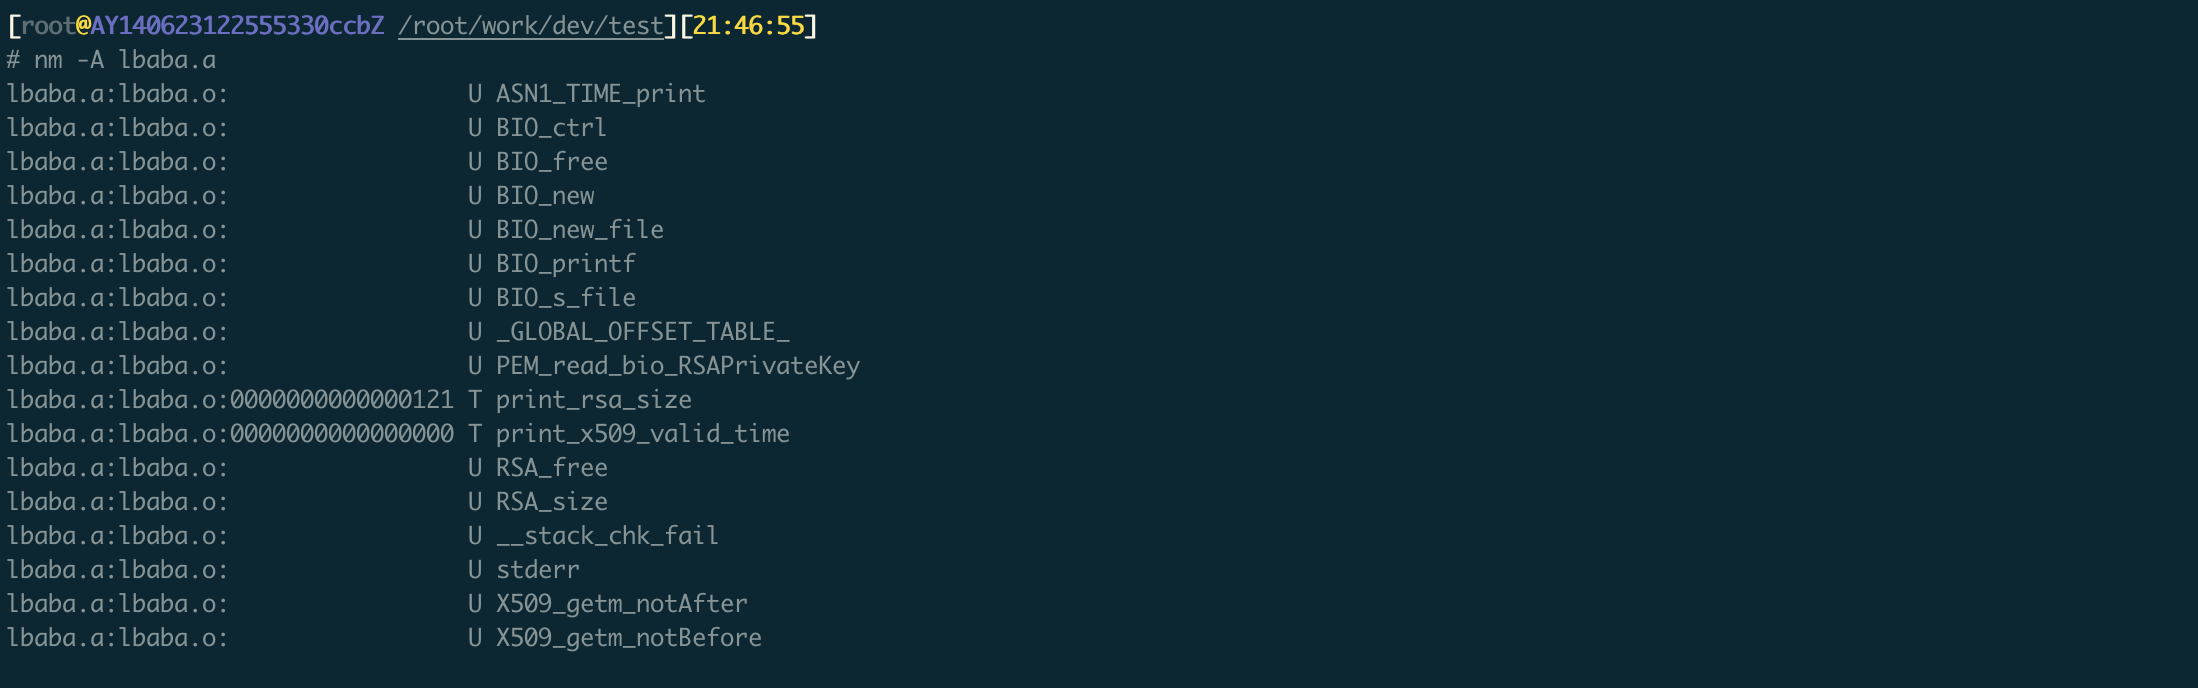 [root@AY140623122555330ccbZ /root/work/dev/test][21:46:55]
# nm -A lbaba.a
lbaba.a:lbaba.o:                 U ASN1_TIME_print
lbaba.a:lbaba.o:                 U BIO_ctrl
lbaba.a:lbaba.o:                 U BIO_free
lbaba.a:lbaba.o:                 U BIO_new
lbaba.a:lbaba.o:                 U BIO_new_file
lbaba.a:lbaba.o:                 U BIO_printf
lbaba.a:lbaba.o:                 U BIO_s_file
lbaba.a:lbaba.o:                 U _GLOBAL_OFFSET_TABLE_
lbaba.a:lbaba.o:                 U PEM_read_bio_RSAPrivateKey
lbaba.a:lbaba.o:0000000000000121 T print_rsa_size
lbaba.a:lbaba.o:0000000000000000 T print_x509_valid_time
lbaba.a:lbaba.o:                 U RSA_free
lbaba.a:lbaba.o:                 U RSA_size
lbaba.a:lbaba.o:                 U __stack_chk_fail
lbaba.a:lbaba.o:                 U stderr
lbaba.a:lbaba.o:                 U X509_getm_notAfter
lbaba.a:lbaba.o:                 U X509_getm_notBefore